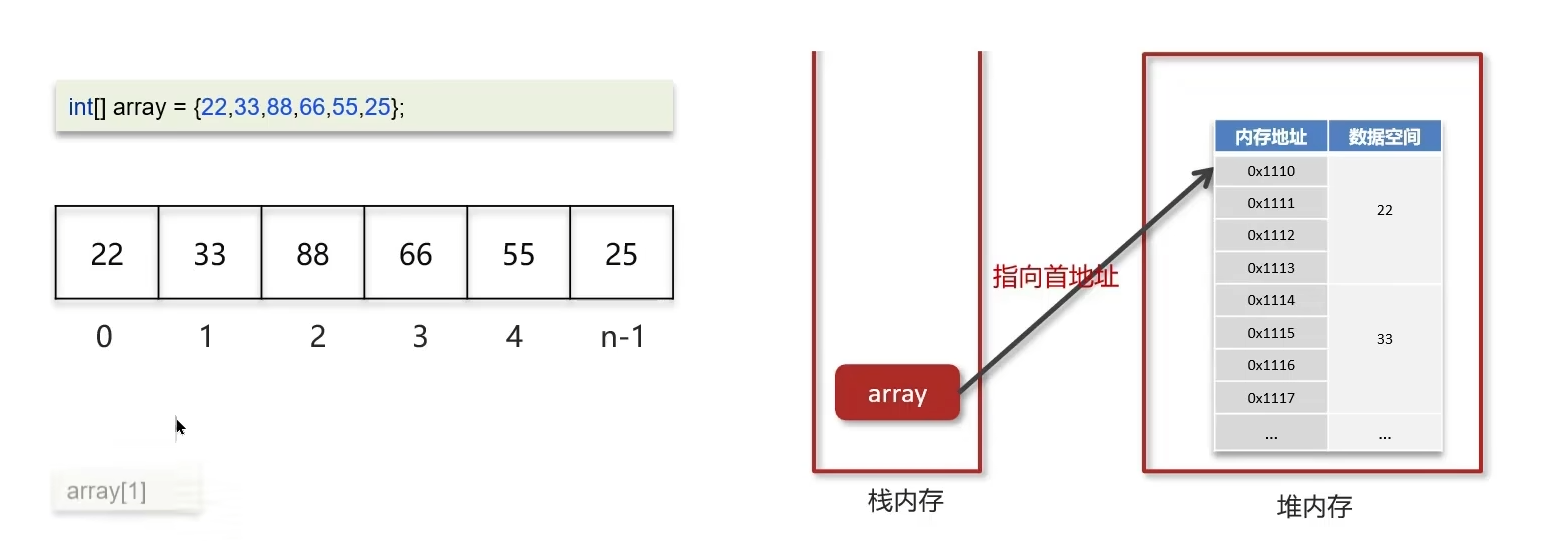 int[] array = {22,33,88,66,55,25};
22 33 88 66 55 25
0 1 2 3 4 n-1
array[1]
指向首地址
array
栈内存
内存地址 数据空间
0x1110
0x1111
22
0x1112
0x1113
0x1114
0x1115
33
0x1116
0x1117
... ...
堆内存